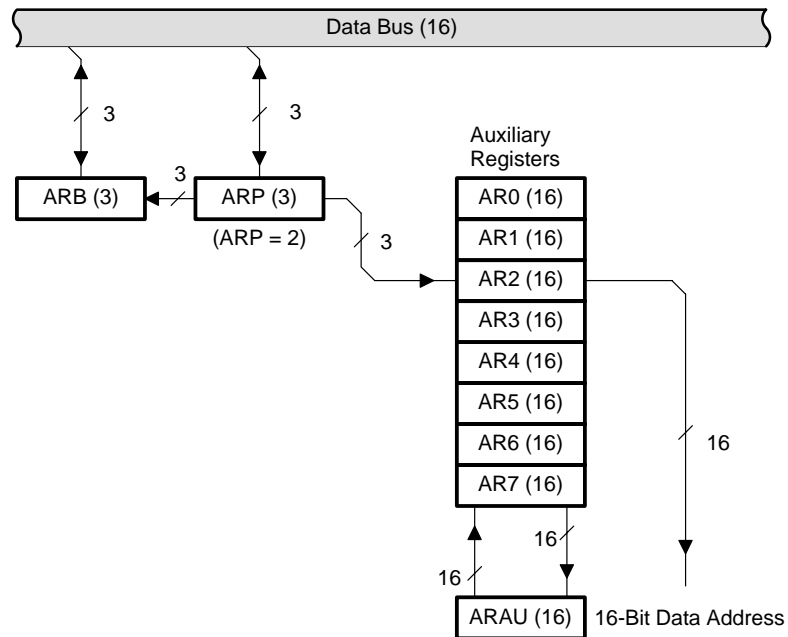 Data Bus (16)
3
3
Auxiliary
Registers
ARB (3)
3
ARP (3)
(ARP = 2)
3
AR0 (16)
AR1 (16)
AR2 (16)
AR3 (16)
AR4 (16)
AR5 (16)
AR6 (16)
AR7 (16)
16
16
16
ARAU (16)
16-Bit Data Address